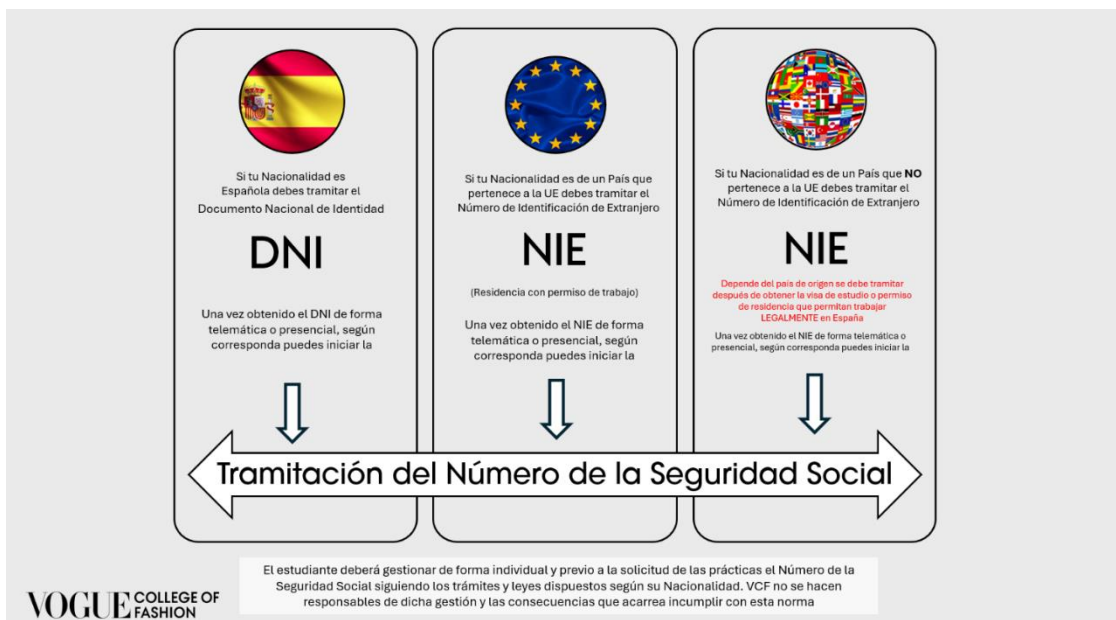 Si tu Nacionalidad es
Española debes tramitar el
Documento Nacional de Identidad
DNI
Una vez obtenido el DNI de forma
telemática o presencial, según
corresponda puedes iniciar la
Si tu Nacionalidad es de un País que
pertenece a la UE debes tramitar el
Número de Identificación de Extranjero
NIE
(Residencia con permiso de trabajo)
Una vez obtenido el NIE de forma
telemática o presencial, según
corresponda puedes iniciar la
Si tu Nacionalidad es de un País que NO
pertenece a la UE debes tramitar el
Número de Identificación de Extranjero
NIE
Depende del país de origen se debe tramitar
después de obtener la visa de estudio o permiso
de residencia que permitan trabajar
LEGALMENTE en España
Una vez obtenido el NIE de forma telemática o
presencial, según corresponda puedes iniciar la
Tramitación del Número de la Seguridad Social
El estudiante deberá gestionar de forma individual y previo a la solicitud de las prácticas el Número de la
Seguridad Social siguiendo los trámites y leyes dispuestos según su Nacionalidad. VCF no se hacen
responsables de dicha gestión y las consecuencias que acarrea incumplir con esta norma
VOGUE COLLEGE OF
FASHION